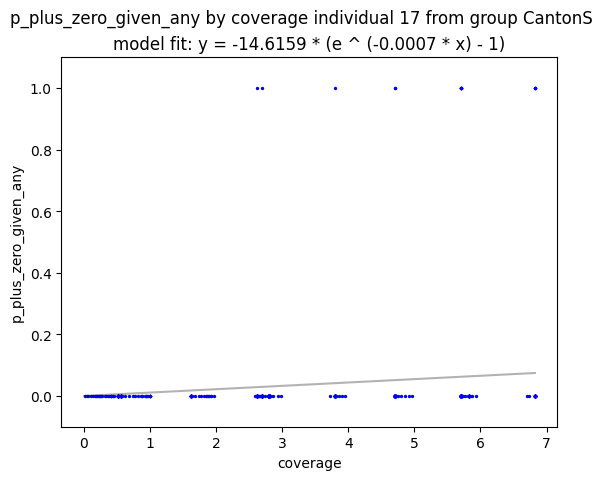 p_plus_zero_given_any by coverage individual 17 from group CantonS
model fit: y = -14.6159 * (e ^ (-0.0007 * x) - 1)
1.0
0.8
0.6
0.4
0.2
0.0
p_plus_zero_given_any
0 1 2 3 4 5 6 7
coverage